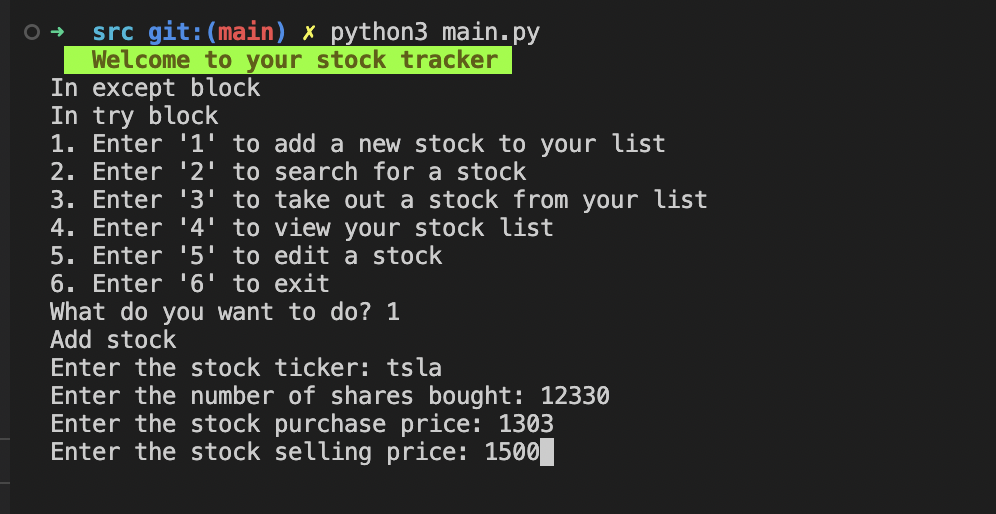 ➜ src git:(main) ✗ python3 main.py
Welcome to your stock tracker
In except block
In try block
1. Enter '1' to add a new stock to your list
2. Enter '2' to search for a stock
3. Enter '3' to take out a stock from your list
4. Enter '4' to view your stock list
5. Enter '5' to edit a stock
6. Enter '6' to exit
What do you want to do? 1
Add stock
Enter the stock ticker: tsla
Enter the number of shares bought: 12330
Enter the stock purchase price: 1303
Enter the stock selling price: 1500